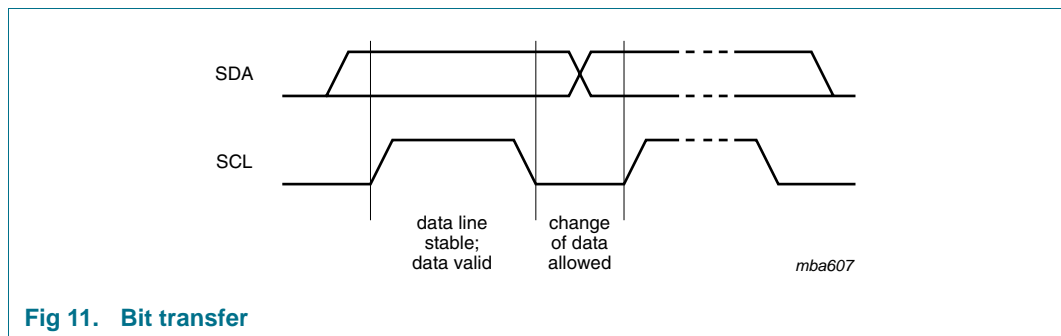 SDA
SCL
data line
stable;
data valid
change
of data
allowed
mba607
Fig 11. Bit transfer